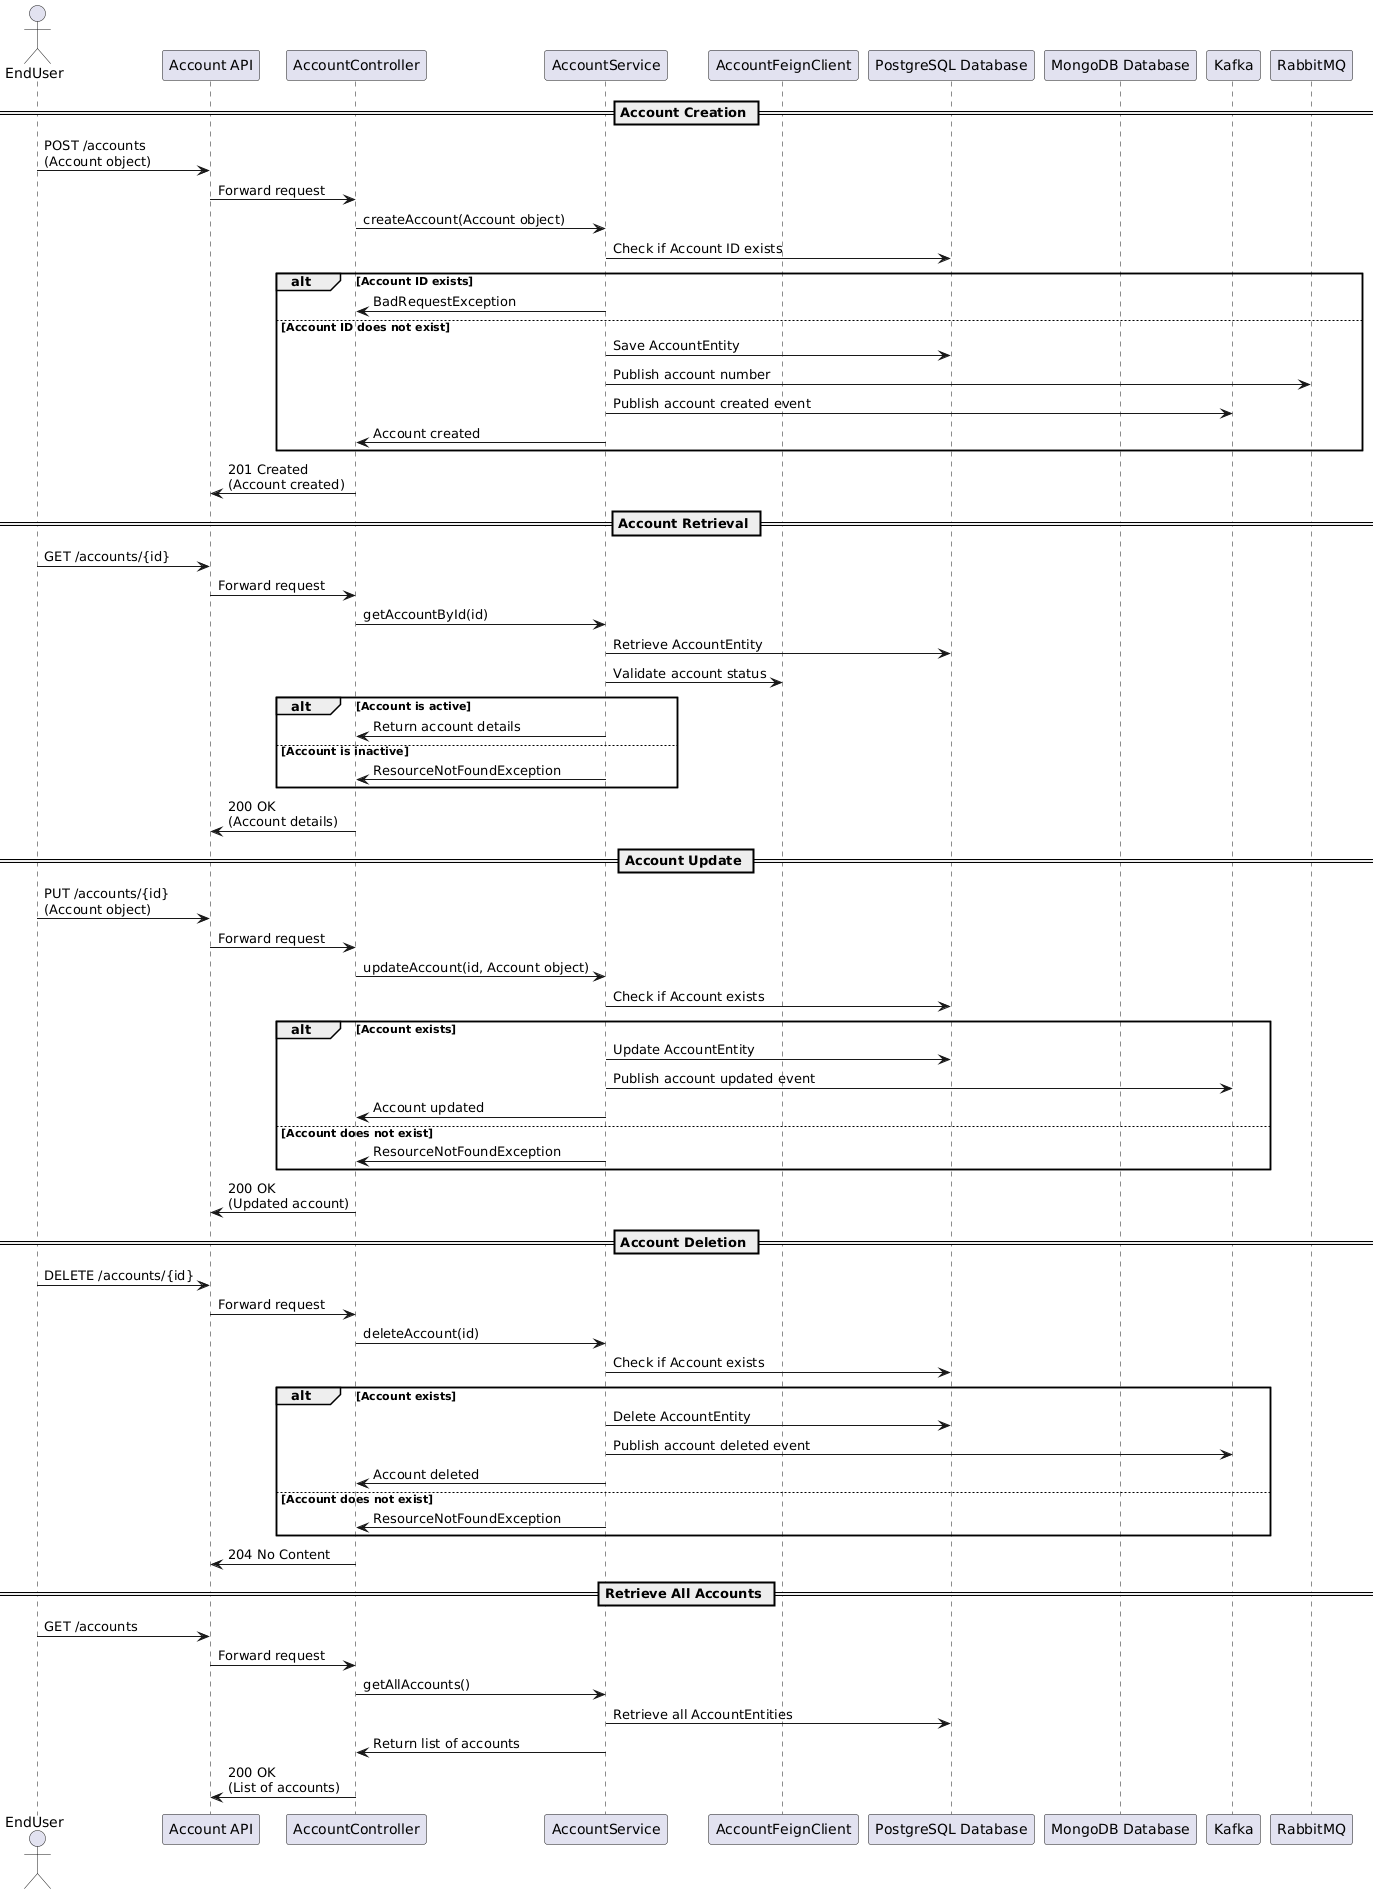 EndUser
Account API
AccountController
AccountService
AccountFeignClient
PostgreSQL Database
MongoDB Database
Kafka
RabbitMQ
Account Creation
POST /accounts
(Account object)
Forward request
createAccount(Account object)
Check if Account ID exists
alt
[Account ID exists]
BadRequestException
[Account ID does not exist]
Save AccountEntity
Publish account number
Publish account created event
Account created
201 Created
(Account created)
Account Retrieval
GET /accounts/{id}
Forward request
getAccountById(id)
Retrieve AccountEntity
Validate account status
alt
[Account is active]
Return account details
[Account is inactive]
ResourceNotFoundException
200 OK
(Account details)
Account Update
PUT /accounts/{id}
(Account object)
Forward request
updateAccount(id, Account object)
Check if Account exists
alt
[Account exists]
Update AccountEntity
Publish account updated event
Account updated
[Account does not exist]
ResourceNotFoundException
200 OK
(Updated account)
Account Deletion
DELETE /accounts/{id}
Forward request
deleteAccount(id)
Check if Account exists
alt
[Account exists]
Delete AccountEntity
Publish account deleted event
Account deleted
[Account does not exist]
ResourceNotFoundException
204 No Content
Retrieve All Accounts
GET /accounts
Forward request
getAllAccounts()
Retrieve all AccountEntities
Return list of accounts
200 OK
(List of accounts)
EndUser
Account API
AccountController
AccountService
AccountFeignClient
PostgreSQL Database
MongoDB Database
Kafka
RabbitMQ